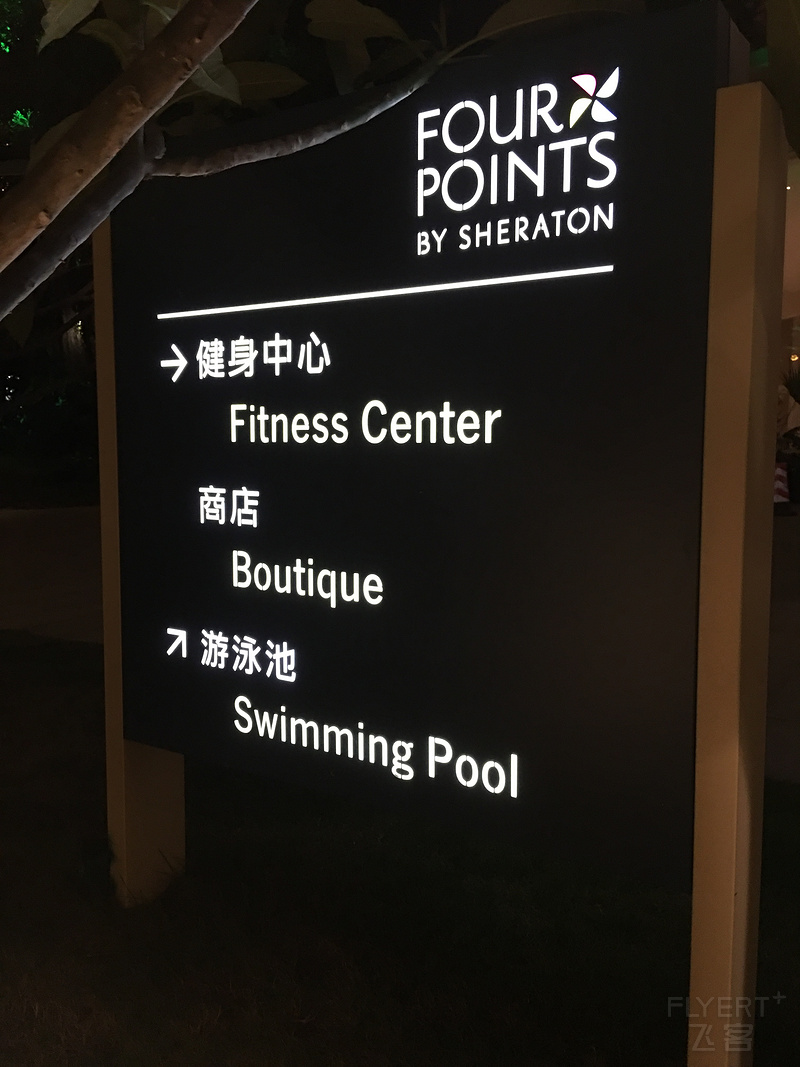 FOUR
POINTS
BY SHERATON
→ 健身中心
Fitness Center
商店
Boutique
↗ 游泳池
Swimming Pool
FLYERT+
飞客